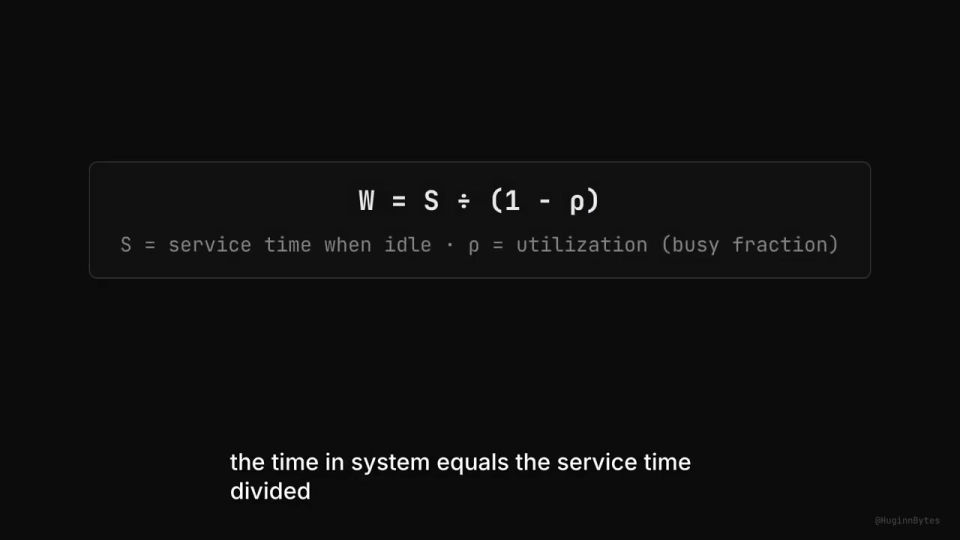 W = S ÷ (1 - ρ)
S = service time when idle · ρ = utilization (busy fraction)
the time in system equals the service time
divided
@HuginnBytes